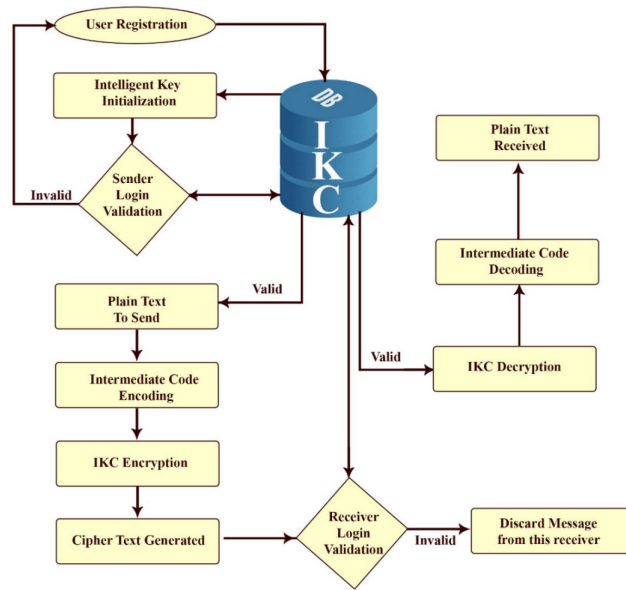 User Registration
Intelligent Key
Initialization
DB
I
K
C
Plain Text
Received
Invalid
Sender
Login
Validation
Intermediate Code
Decoding
Valid
Plain Text
To Send
Valid
IKC Decryption
Intermediate Code
Encoding
IKC Encryption
Cipher Text Generated
Receiver
Login
Validation
Invalid
Discard Message
from this receiver